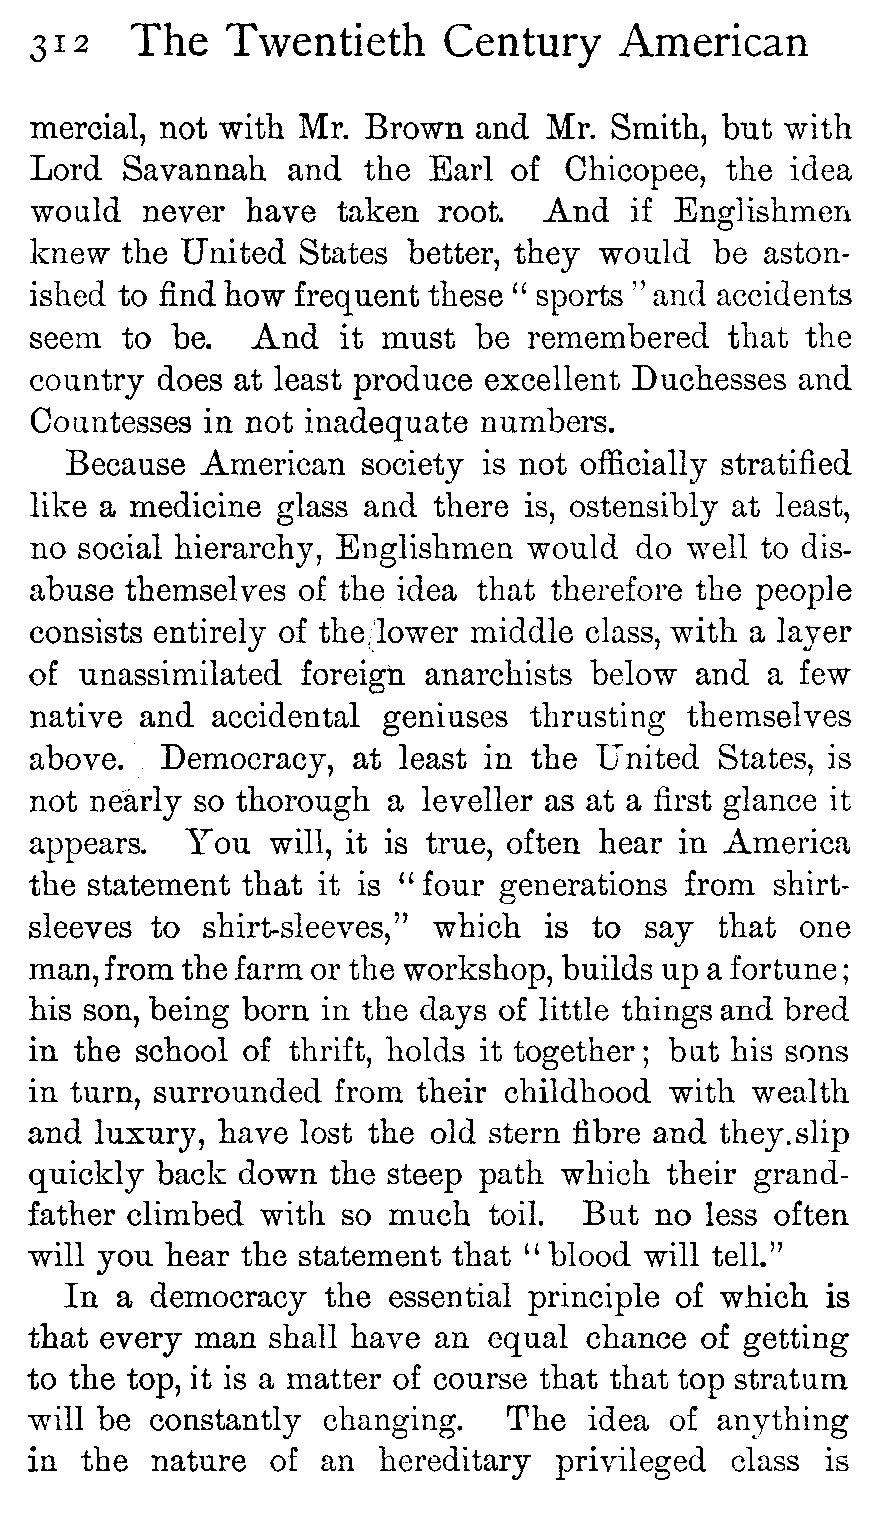 312 The Twentieth Century American
mercial, not with Mr. Brown and Mr. Smith, but with
Lord Savannah and the Earl of Chicopee, the idea
would never have taken root. And if Englishmen
knew the United States better, they would be aston-
ished to find how frequent these “ sports ” and accidents
seem to be. And it must be remembered that the
country does at least produce excellent Duchesses and
Countesses in not inadequate numbers.
Because American society is not officially stratified
like a medicine glass and there is, ostensibly at least,
no social hierarchy, Englishmen would do well to dis-
abuse themselves of the idea that therefore the people
consists entirely of the lower middle class, with a layer
of unassimilated foreign anarchists below and a few
native and accidental geniuses thrusting themselves
above. Democracy, at least in the United States, is
not nearly so thorough a leveller as at a first glance it
appears. You will, it is true, often hear in America
the statement that it is “ four generations from shirt-
sleeves to shirt-sleeves,” which is to say that one
man, from the farm or the workshop, builds up a fortune;
his son, being born in the days of little things and bred
in the school of thrift, holds it together; but his sons
in turn, surrounded from their childhood with wealth
and luxury, have lost the old stern fibre and they slip
quickly back down the steep path which their grand-
father climbed with so much toil. But no less often
will you hear the statement that “ blood will tell.”
In a democracy the essential principle of which is
that every man shall have an equal chance of getting
to the top, it is a matter of course that that top stratum
will be constantly changing. The idea of anything
in the nature of an hereditary privileged class is